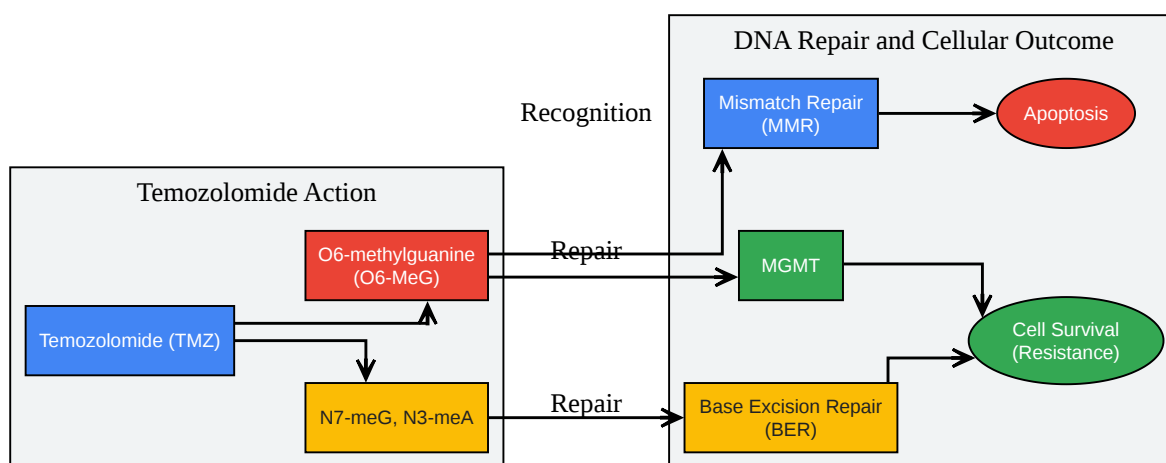 DNA Repair and Cellular Outcome
Recognition
Mismatch Repair
(MMR)
Apoptosis
Temozolomide Action
O6-methylguanine
(O6-MeG)
Repair
MGMT
Temozolomide (TMZ)
Cell Survival
(Resistance)
N7-meG, N3-meA
Repair
Base Excision Repair
(BER)